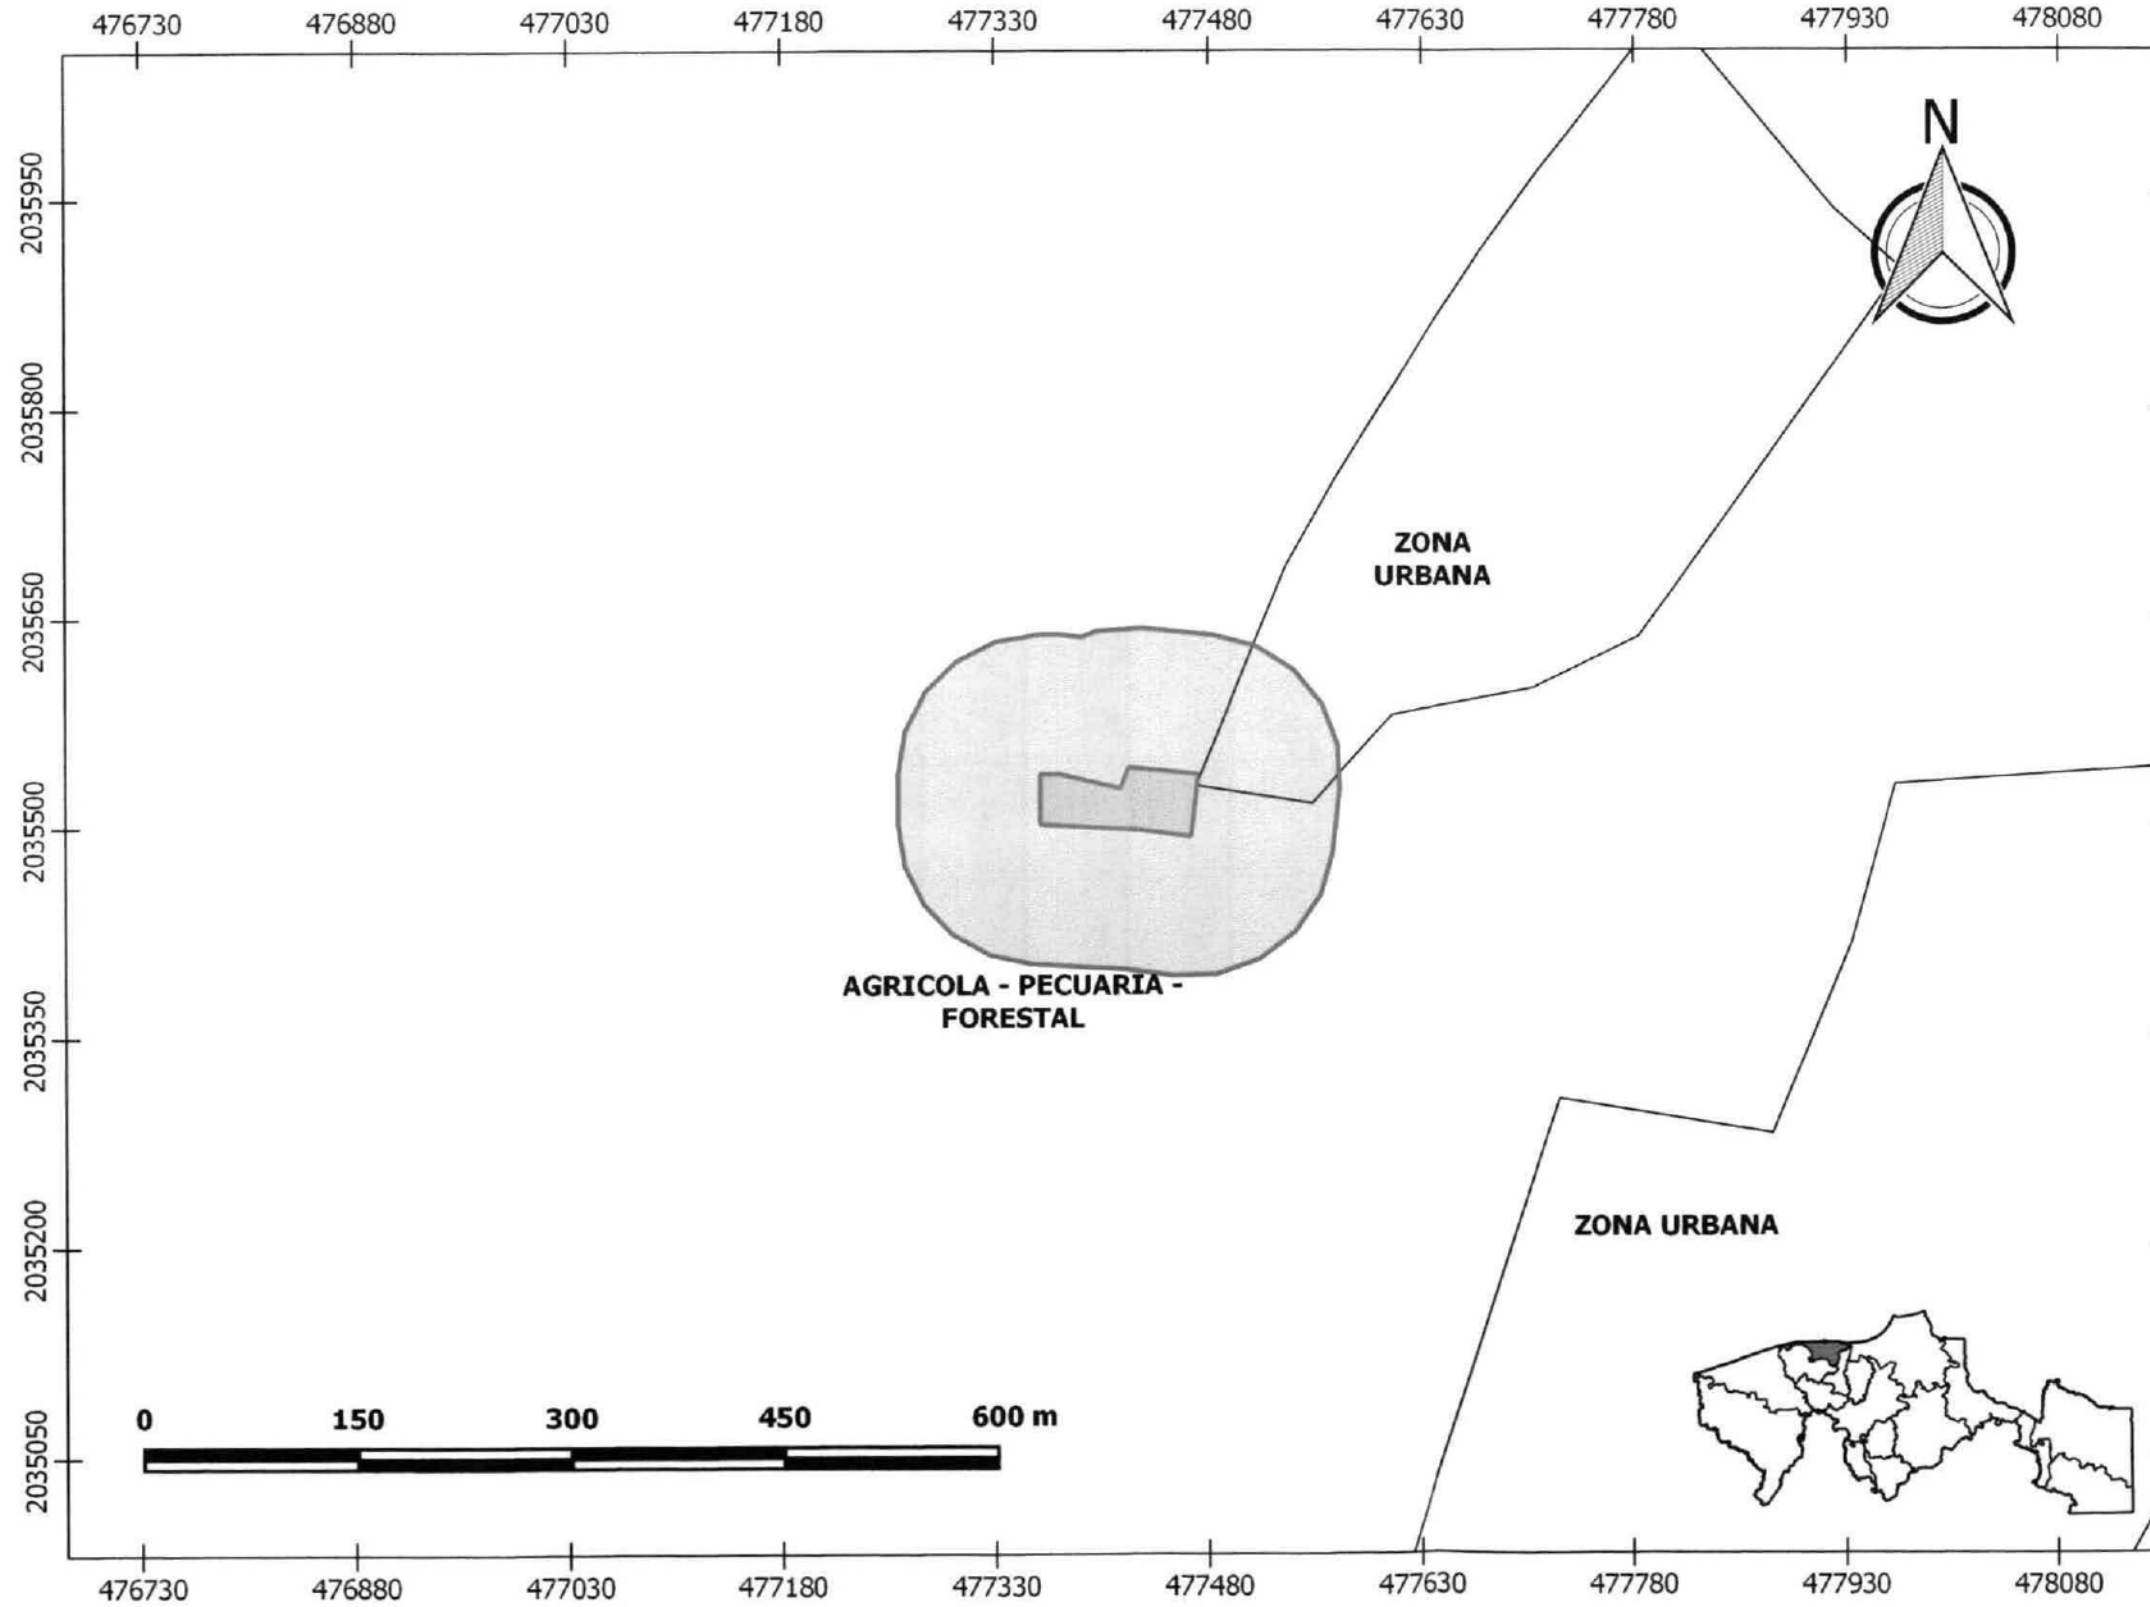 476730 476880 477030 477180 477330 477480 477630 477780 477930 478080
N
2035950
2035800
2035650
2035500
2035350
2035200
2035050
ZONA
URBANA
AGRICOLA - PECUARIA -
FORESTAL
ZONA URBANA
0 150 300 450 600 m
476730 476880 477030 477180 477330 477480 477630 477780 477930 478080